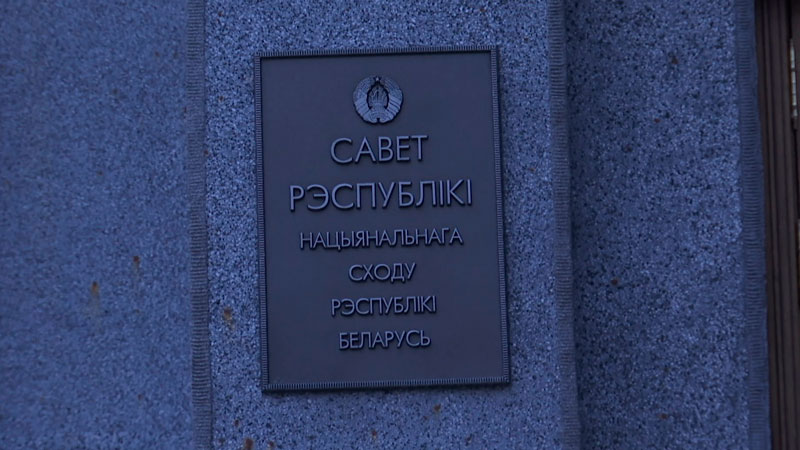 САВЕТ
РЭСПУБЛІКІ
НАЦЫЯНАЛЬНАГА
СХОДУ
РЭСПУБЛІКІ
БЕЛАРУСЬ